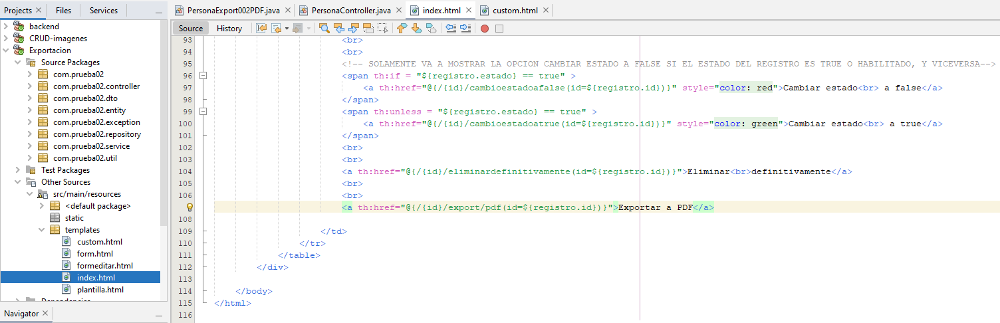 Projects Files Services
backend
CRUD-imagenes
Exportacion
Source Packages
com.prueba02
com.prueba02.controller
com.prueba02.dto
com.prueba02.entity
com.prueba02.exception
com.prueba02.repository
com.prueba02.service
com.prueba02.util
Test Packages
Other Sources
src/main/resources
<default package>
static
templates
custom.html
form.html
formeditar.html
index.html
plantilla.html
Dependencies
Navigator
PersonaExport002PDF.java PersonaController.java index.html custom.html
Source History
93 <br>
94 <br>
95 <!-- SOLAMENTE VA A MOSTRAR LA OPCION CAMBIAR ESTADO A FALSE SI EL ESTADO DEL REGISTRO ES TRUE O HABILITADO, Y VICEVERSA-->
96 <span th:if = "${registro.estado} == true" >
97 <a th:href="@{/{id}/cambioestadoafalse(id=${registro.id})}" style="color: red">Cambiar estado<br> a false</a>
98 </span>
99 <span th:unless = "${registro.estado} == true" >
100 <a th:href="@{/{id}/cambioestadoatrue(id=${registro.id})}" style="color: green">Cambiar estado<br> a true</a>
101 </span>
102 <br>
103 <br>
104 <a th:href="@{/{id}/eliminardefinitivamente(id=${registro.id})}">Eliminar<br>definitivamente</a>
105 <br>
106 <br>
<a th:href="@{/{id}/export/pdf(id=${registro.id})}">Exportar a PDF</a>
108
109 </td>
110 </tr>
111 </table>
112 </div>
113
114 </body>
115 </html>
116